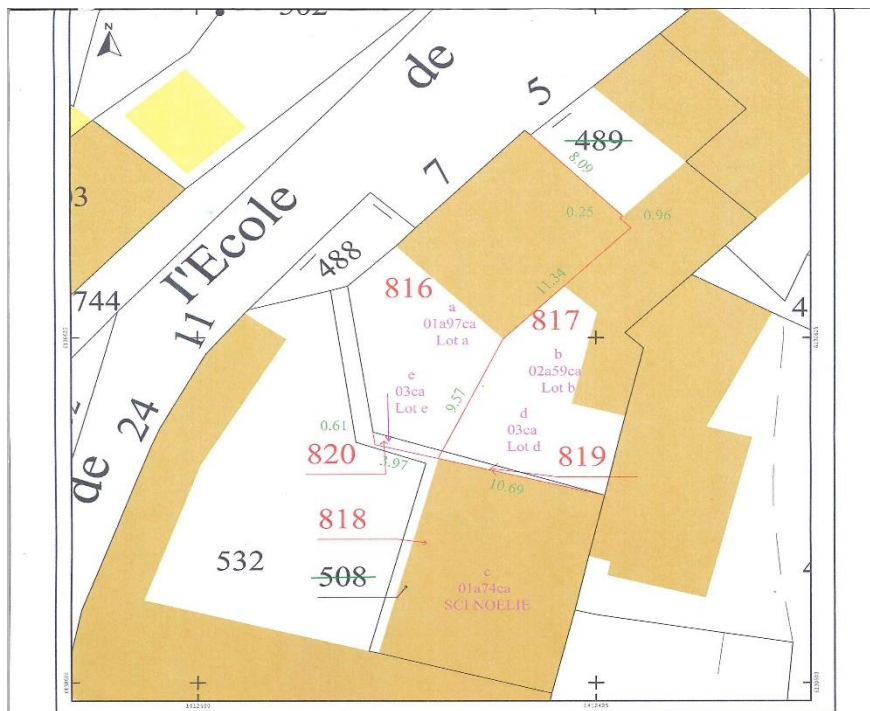 N
de
5
489
8.09
7
0.25
0.96
l'Ecole
488
11.34
816
a
01a97ca
Lot a
817
b
02a59ca
Lot b
744
11
e
03ca
Lot e
9.57
d
03ca
Lot d
24
0.61
820
3.97
819
10.69
de
818
532
508
c
01a74ca
SCI NOELIE